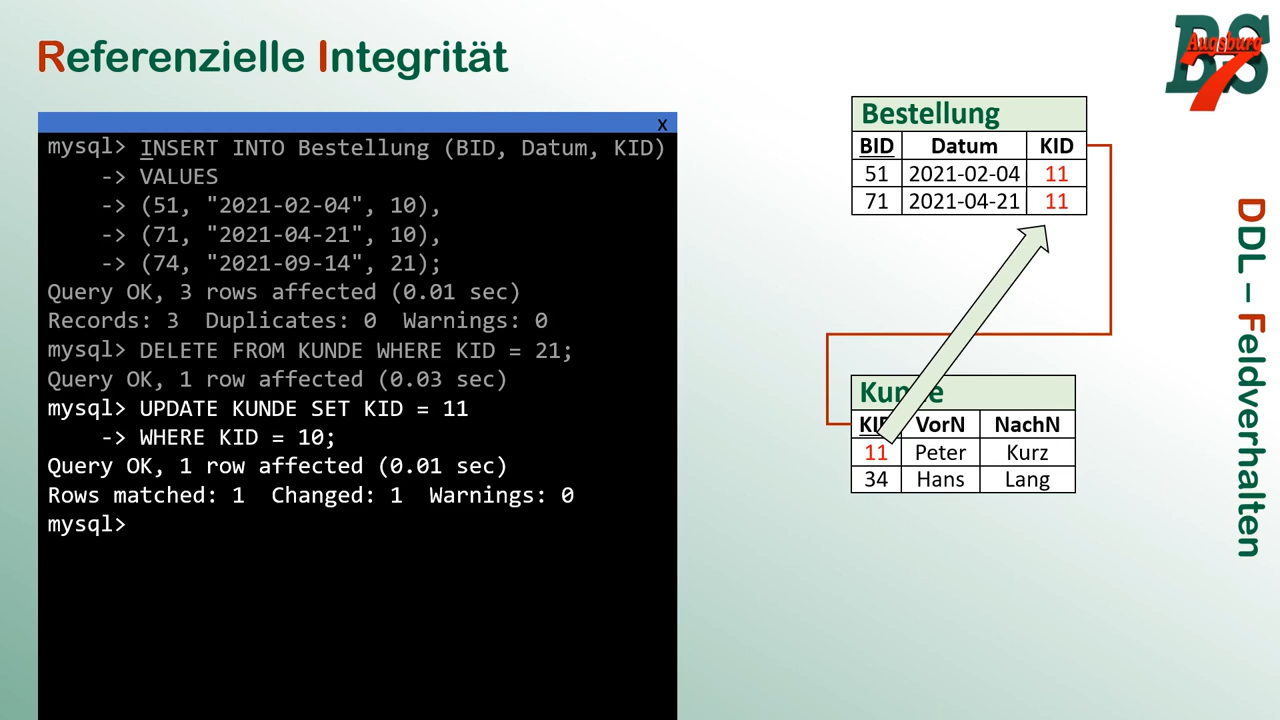 Referenzielle Integrität
x
mysql> INSERT INTO Bestellung (BID, Datum, KID)
-> VALUES
-> (51, "2021-02-04", 10),
-> (71, "2021-04-21", 10),
-> (74, "2021-09-14", 21);
Query OK, 3 rows affected (0.01 sec)
Records: 3  Duplicates: 0  Warnings: 0
mysql> DELETE FROM KUNDE WHERE KID = 21;
Query OK, 1 row affected (0.03 sec)
mysql> UPDATE KUNDE SET KID = 11
-> WHERE KID = 10;
Query OK, 1 row affected (0.01 sec)
Rows matched: 1  Changed: 1  Warnings: 0
mysql>
Bestellung
BID Datum KID
51 2021-02-04 11
71 2021-04-21 11
Kunde
KID VorN NachN
11 Peter Kurz
34 Hans Lang
BS7
Augsburg
DDL – Feldverhalten